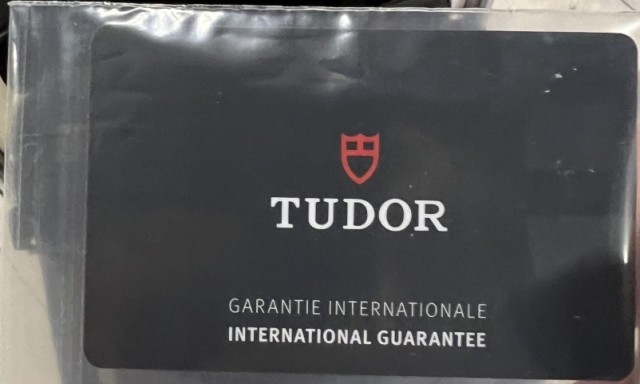 TUDOR
GARANTIE INTERNATIONALE
INTERNATIONAL GUARANTEE